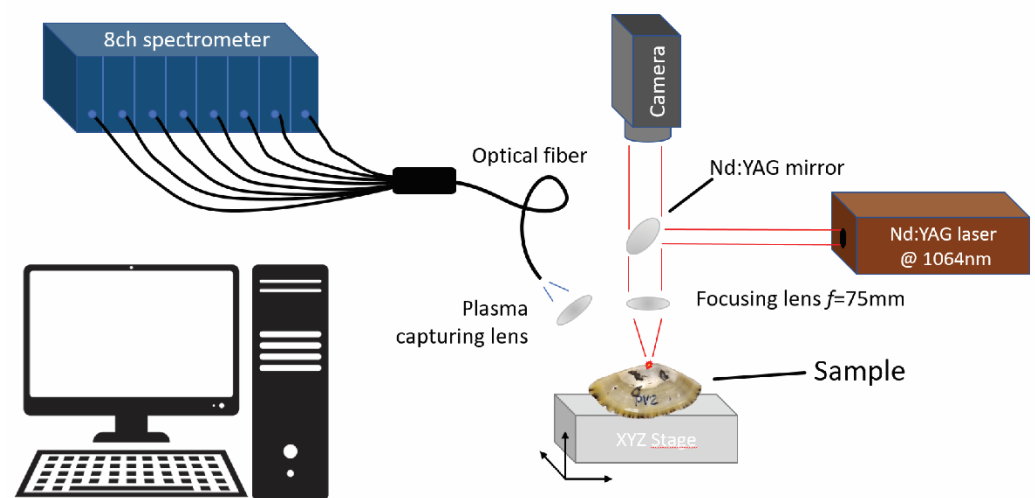 8ch spectrometer
Camera
Optical fiber
Nd:YAG mirror
Nd:YAG laser
@ 1064nm
Plasma
capturing lens
Focusing lens f=75mm
Sample
XYZ Stage